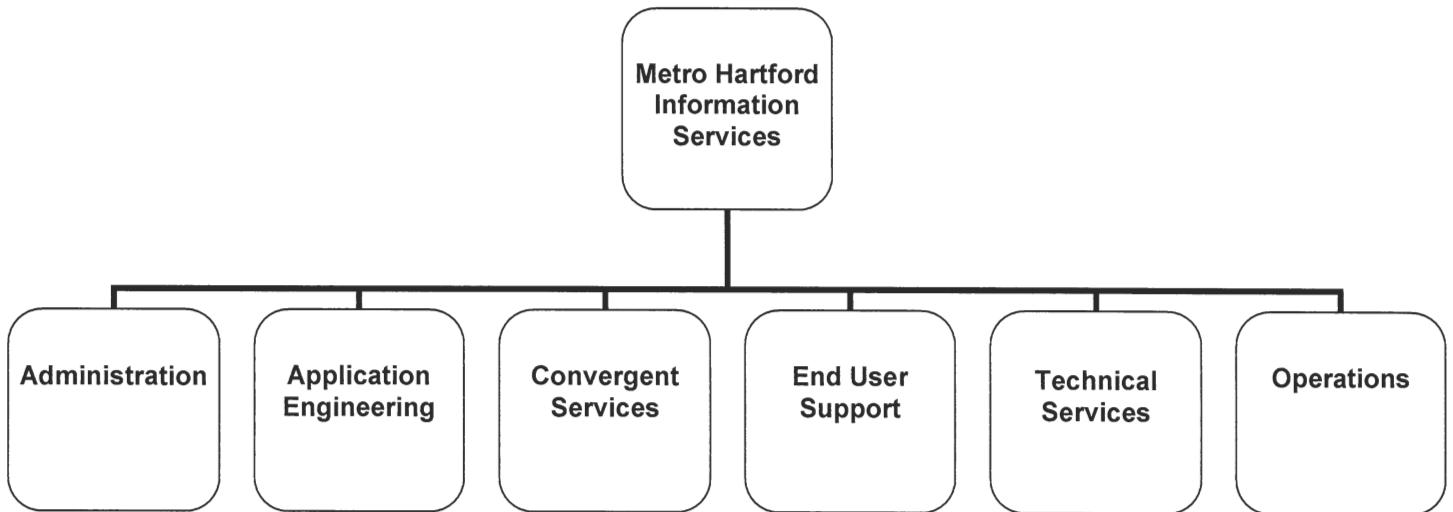 Metro Hartford
Information
Services
Administration
Application
Engineering
Convergent
Services
End User
Support
Technical
Services
Operations